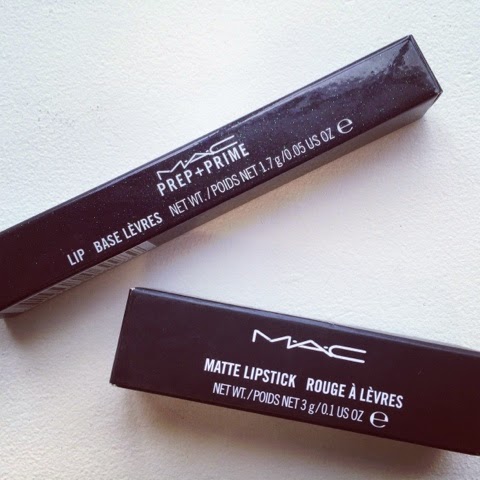 MAC
PREP+PRIME
LIP BASE LÈVRES NET WT./POIDS NET 1.7 g/0.05 US OZ ℮
M·A·C
MATTE LIPSTICK ROUGE À LÈVRES
NET WT./POIDS NET 3 g/0.1 US OZ ℮